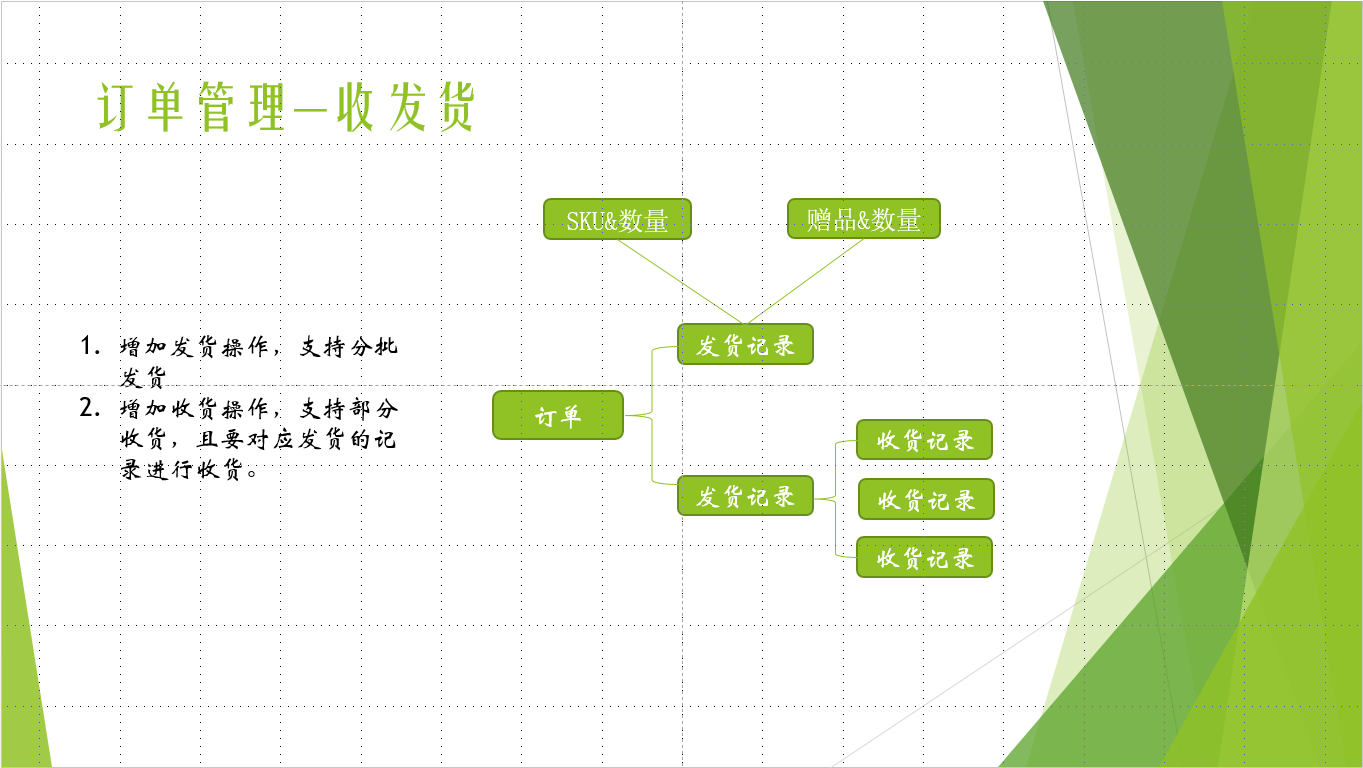 订单管理—收发货
SKU&数量
赠品&数量
1. 增加发货操作，支持分批
发货
2. 增加收货操作，支持部分
收货，且要对应发货的记
录进行收货。
发货记录
订单
收货记录
发货记录
收货记录
收货记录